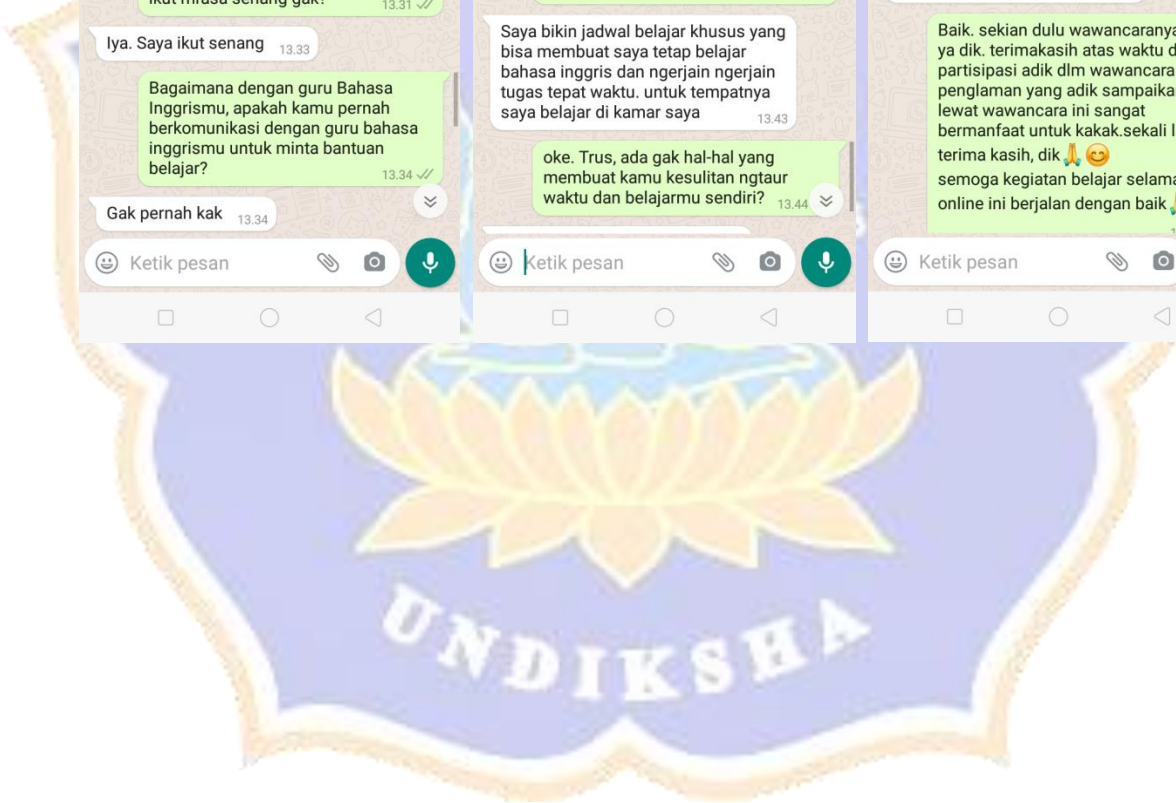 13.31
Iya. Saya ikut senang 13.33
Bagaimana dengan guru Bahasa
Inggrismu, apakah kamu pernah
berkomunikasi dengan guru bahasa
inggrismu untuk minta bantuan
belajar? 13.34
Gak pernah kak 13.34
Ketik pesan
Saya bikin jadwal belajar khusus yang
bisa membuat saya tetap belajar
bahasa inggris dan ngerjain ngerjain
tugas tepat waktu. untuk tempatnya
saya belajar di kamar saya 13.43
oke. Trus, ada gak hal-hal yang
membuat kamu kesulitan ngtaur
waktu dan belajarmu sendiri? 13.44
Ketik pesan
Baik. sekian dulu wawancaranya
ya dik. terimakasih atas waktu
partisipasi adik dlm wawancara
penglaman yang adik
lewat wawancara ini sangat
bermanfaat untuk kakak.sekali
terima kasih, dik 🙏 😊
semoga kegiatan belajar
online ini berjalan dengan baik
Ketik pesan
UNDIKSHA